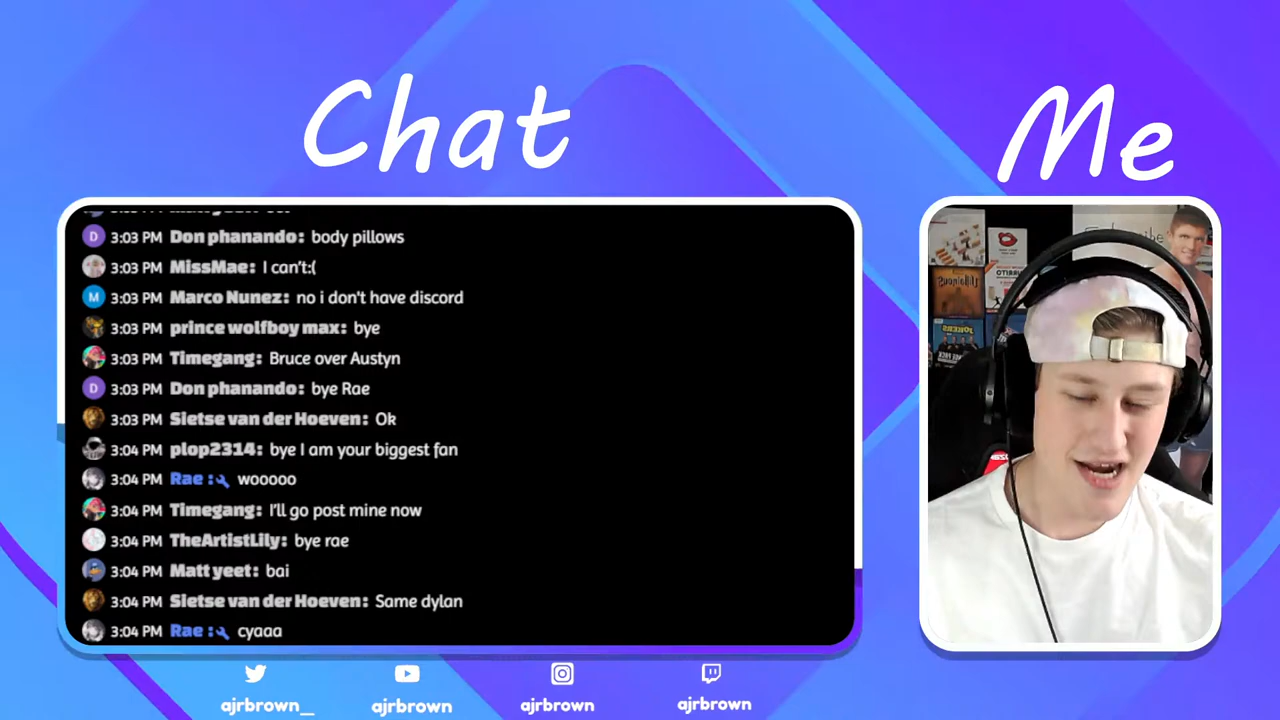 Chat
Me
3:03 PM Don phanando: body pillows
3:03 PM MissMae: I can't:(
3:03 PM Marco Nunez: no i don't have discord
3:03 PM prince wolfboy max: bye
3:03 PM Timegang: Bruce over Austyn
3:03 PM Don phanando: bye Rae
3:03 PM Sietse van der Hoeven: Ok
3:04 PM plop2314: bye I am your biggest fan
3:04 PM Rae : wooooo
3:04 PM Timegang: I'll go post mine now
3:04 PM TheArtistLily: bye rae
3:04 PM Matt yeet: bai
3:04 PM Sietse van der Hoeven: Same dylan
3:04 PM Rae : cyaaa
D
M
D
ajrbrown_
ajrbrown
ajrbrown
ajrbrown